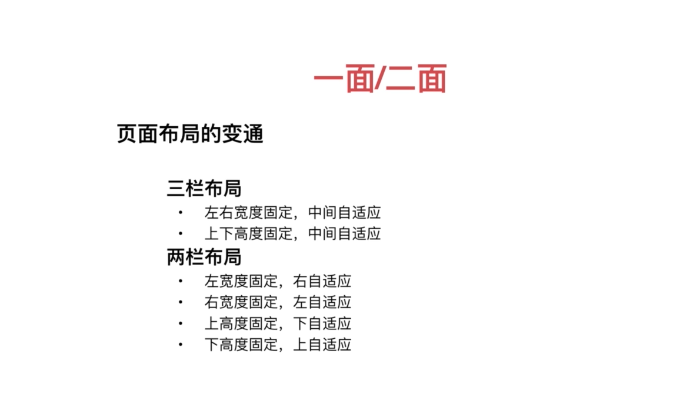 一面/二面
页面布局的变通
三栏布局
• 左右宽度固定，中间自适应
• 上下高度固定，中间自适应
两栏布局
• 左宽度固定，右自适应
• 右宽度固定，左自适应
• 上高度固定，下自适应
• 下高度固定，上自适应